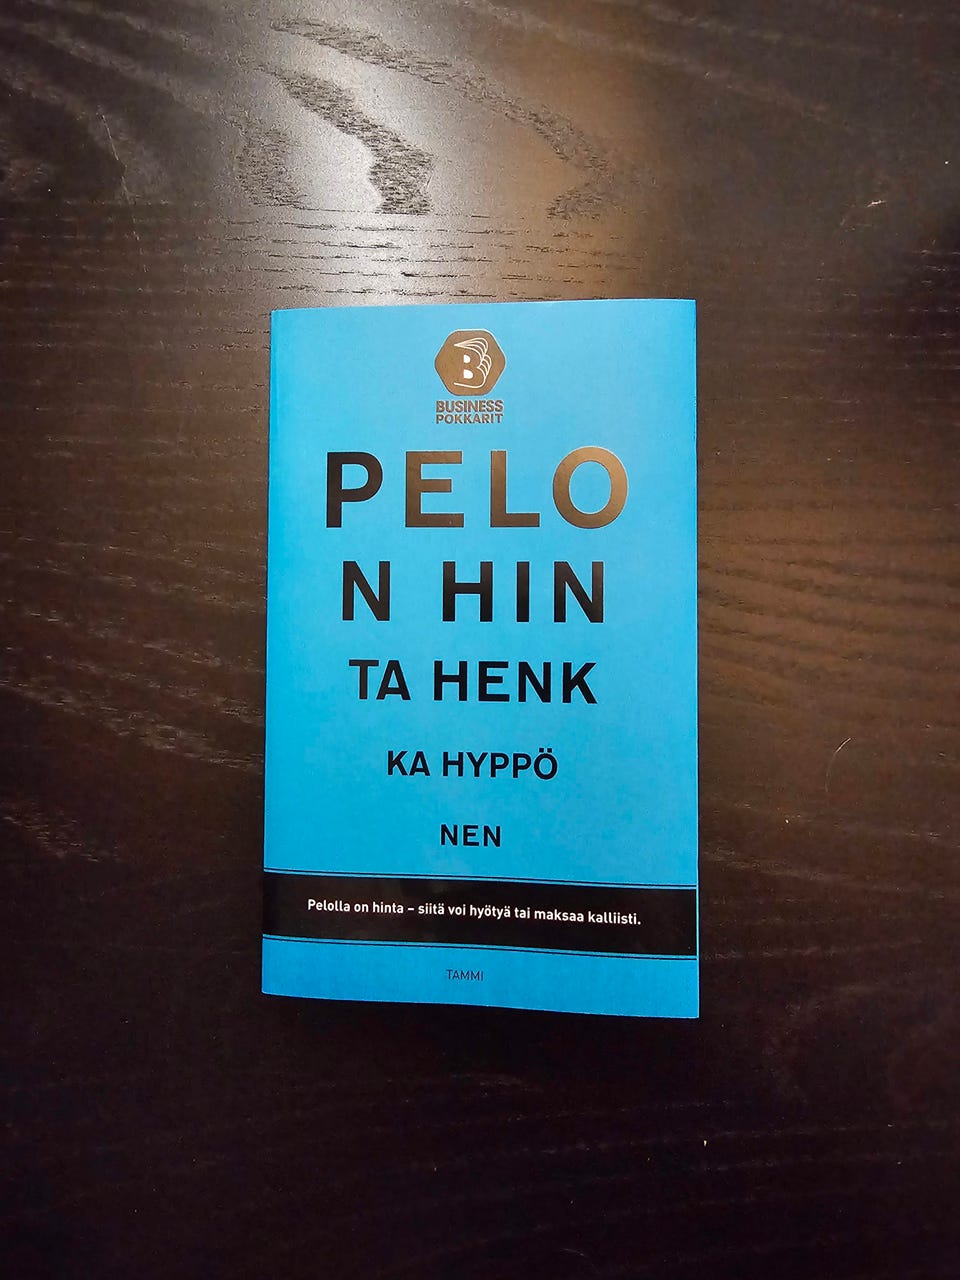 B
BUSINESS
POKKARIT
PELO
N HIN
TA HENK
KA HYPPÖ
NEN
Pelolla on hinta – siitä voi hyötyä tai maksaa kalliisti.
TAMMI